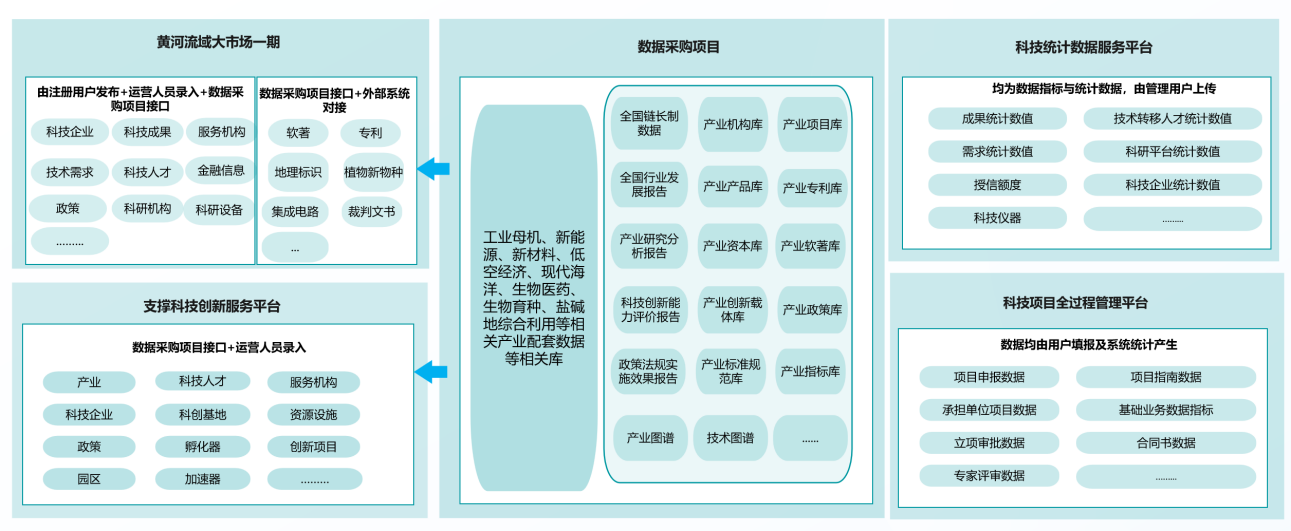 黄河流域大市场一期
由注册用户发布+运营人员录入+数据采
购项目接口
科技企业
科技成果
服务机构
技术需求
科技人才
金融信息
政策
科研机构
科研设备
.........
数据采购项目接口+外部系统
对接
软著
专利
地理标识
植物新物种
集成电路
裁判文书
...
支撑科技创新服务平台
数据采购项目接口+运营人员录入
产业
科技人才
服务机构
科技企业
科创基地
资源设施
政策
孵化器
创新项目
园区
加速器
.........
数据采购项目
工业母机、新能
源、新材料、低
空经济、现代海
洋、生物医药、
生物育种、盐碱
地综合利用等相
关产业配套数据
等相关库
全国链长制
数据
产业机构库
产业项目库
全国行业发
展报告
产业产品库
产业专利库
产业研究分
析报告
产业资本库
产业软著库
科技创新能
力评价报告
产业创新载
体库
产业政策库
政策法规实
施效果报告
产业标准规
范库
产业指标库
产业图谱
技术图谱
......
科技统计数据服务平台
均为数据指标与统计数据，由管理用户上传
成果统计数值
技术转移人才统计数值
需求统计数值
科研平台统计数值
授信额度
科技企业统计数值
科技仪器
.........
科技项目全过程管理平台
数据均由用户填报及系统统计产生
项目申报数据
项目指南数据
承担单位项目数据
基础业务数据指标
立项审批数据
合同书数据
专家评审数据
.........